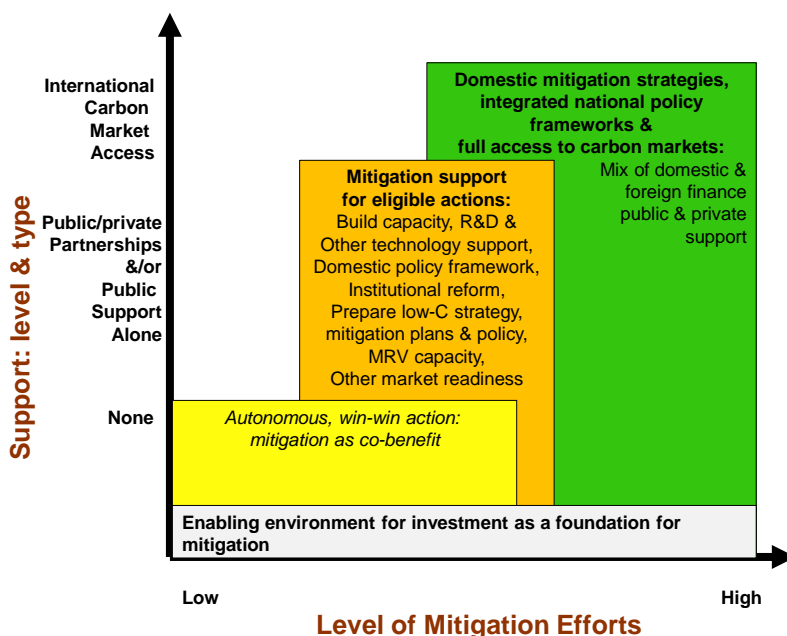 International
Carbon
Market
Access
Public/private
Partnerships
&/or
Public
Support
Alone
None
Support: level & type
Domestic mitigation strategies,
integrated national policy
frameworks &
full access to carbon markets:
Mix of domestic &
foreign finance
public & private
support
Mitigation support
for eligible actions:
Build capacity, R&D &
Other technology support,
Domestic policy framework,
Institutional reform,
Prepare low-C strategy,
mitigation plans & policy,
MRV capacity,
Other market readiness
Autonomous, win-win action:
mitigation as co-benefit
Enabling environment for investment as a foundation for
mitigation
Low
High
Level of Mitigation Efforts